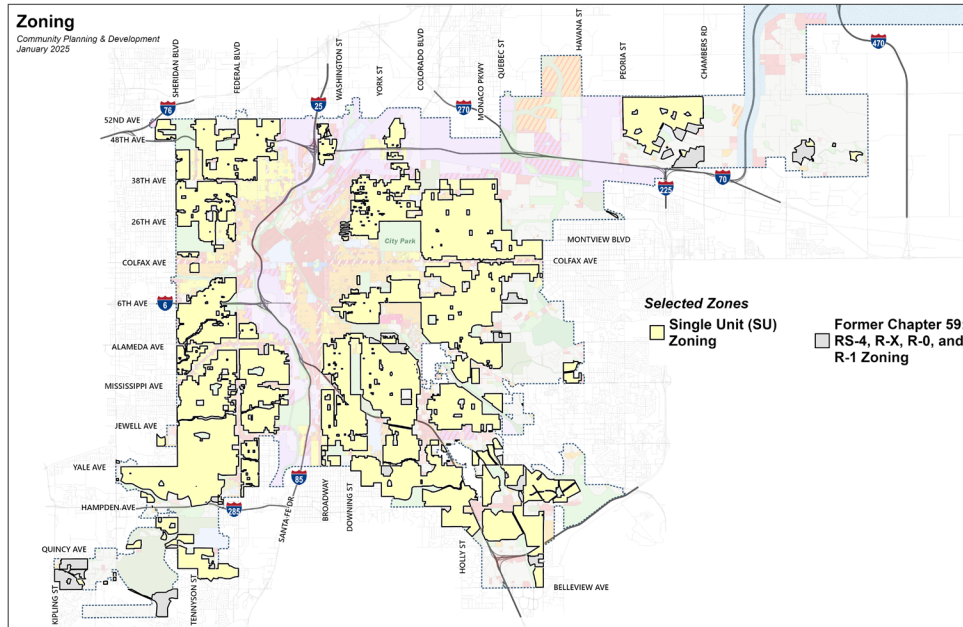 Zoning
Community Planning & Development
January 2025
SHERIDAN BLVD
FEDERAL BLVD
WASHINGTON ST
YORK ST
COLORADO BLVD
MONACO PKWY
QUEBEC ST
HAVANA ST
PEORIA ST
CHAMBERS RD
76
25
270
470
52ND AVE
48TH AVE
38TH AVE
70
225
26TH AVE
City Park
MONTVIEW BLVD
COLFAX AVE
COLFAX AVE
6TH AVE
6
Selected Zones
Single Unit (SU)
Zoning
Former Chapter 59:
RS-4, R-X, R-0, and
R-1 Zoning
ALAMEDA AVE
MISSISSIPPI AVE
JEWELL AVE
YALE AVE
85
HAMPDEN AVE
285
SANTA FE DR
BROADWAY
DOWNING ST
HOLLY ST
QUINCY AVE
KIPLING ST
TENNYSON ST
BELLEVIEW AVE